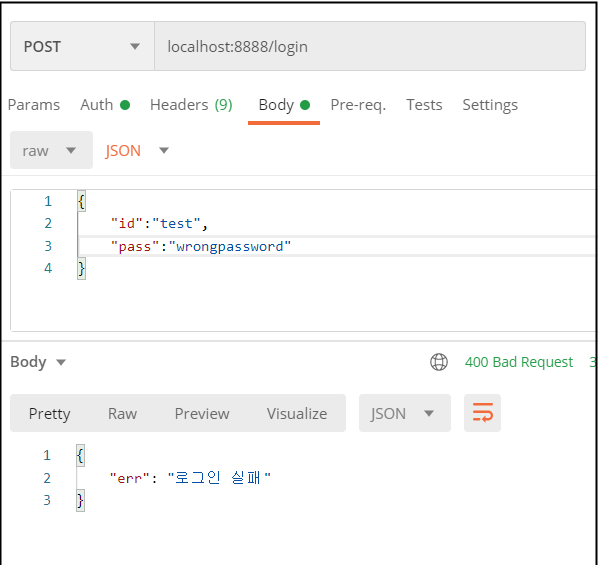 POST localhost:8888/login
Params Auth Headers (9) Body Pre-req. Tests Settings
raw JSON
1 {
2 "id":"test",
3 "pass":"wrongpassword"
4 }
Body 400 Bad Request 3
Pretty Raw Preview Visualize JSON
1 {
2 "err": "로그인 실패"
3 }